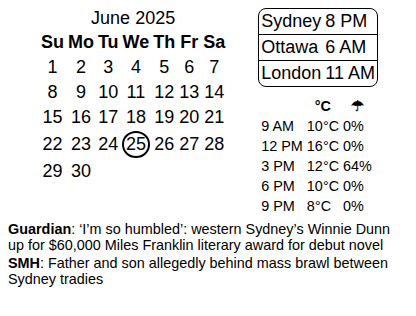 June 2025
Su Mo Tu We Th Fr Sa
1 2 3 4 5 6 7
8 9 10 11 12 13 14
15 16 17 18 19 20 21
22 23 24 25 26 27 28
29 30
Sydney 8 PM
Ottawa 6 AM
London 11 AM
°C ☂
9 AM 10°C 0%
12 PM 16°C 0%
3 PM 12°C 64%
6 PM 10°C 0%
9 PM 8°C 0%
Guardian: ‘I’m so humbled’: western Sydney’s Winnie Dunn
up for $60,000 Miles Franklin literary award for debut novel
SMH: Father and son allegedly behind mass brawl between
Sydney tradies